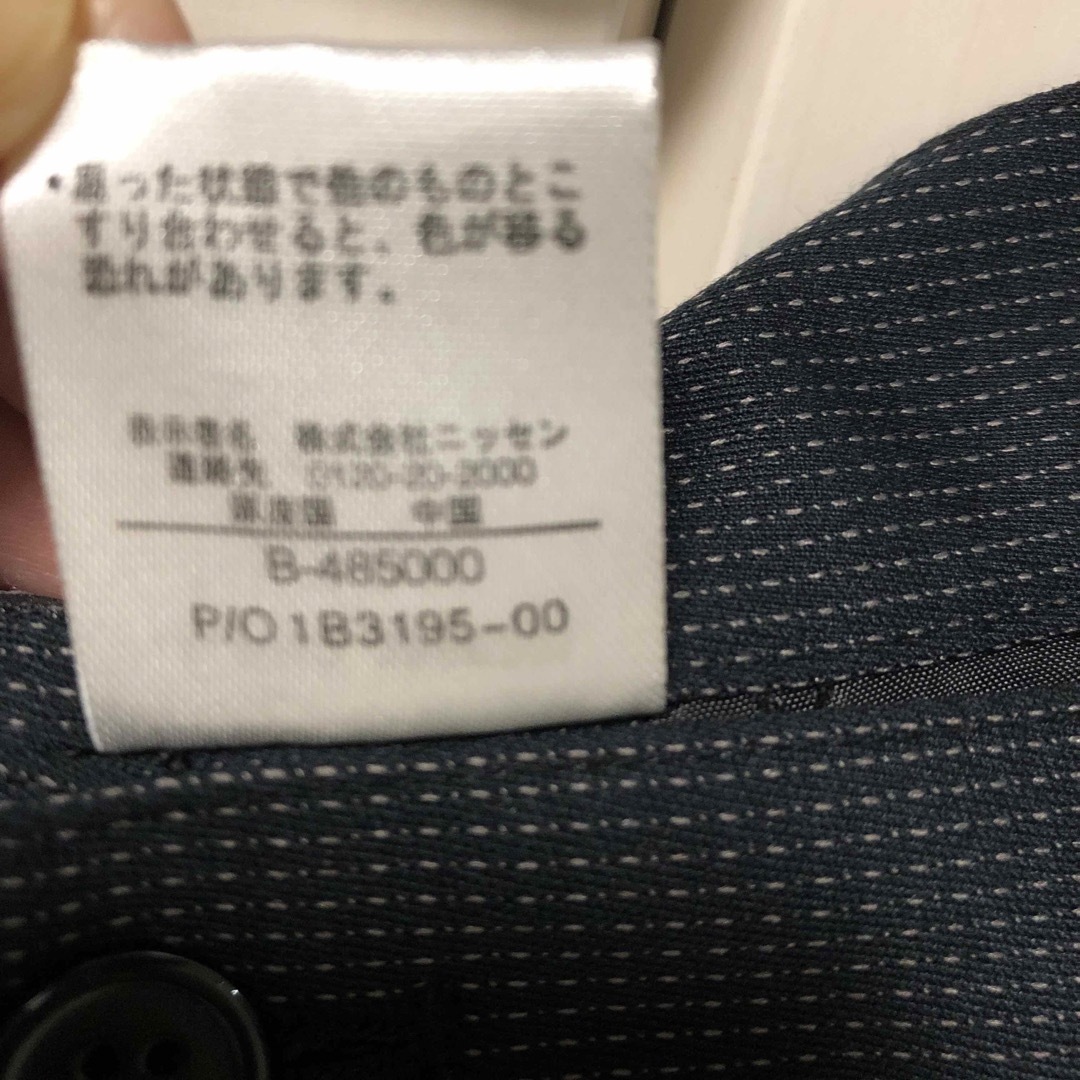 ・湿った状態で他のものとこ
すり合わせると、色が移る
恐れがあります。
表示者名 株式会社ニッセン
連絡先 0120-20-2000
原産国 中国
B-485000
P/O 1B3195-00